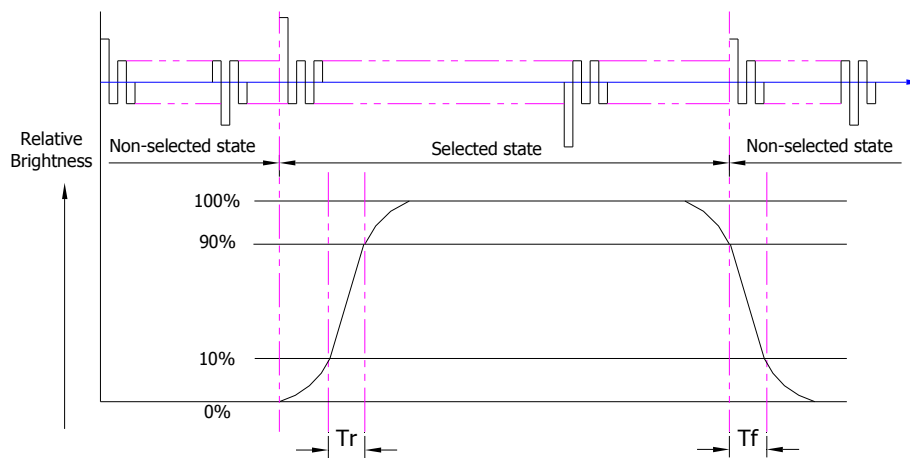 Relative
Brightness
Non-selected state
Selected state
Non-selected state
100%
90%
10%
0%
Tr
Tf